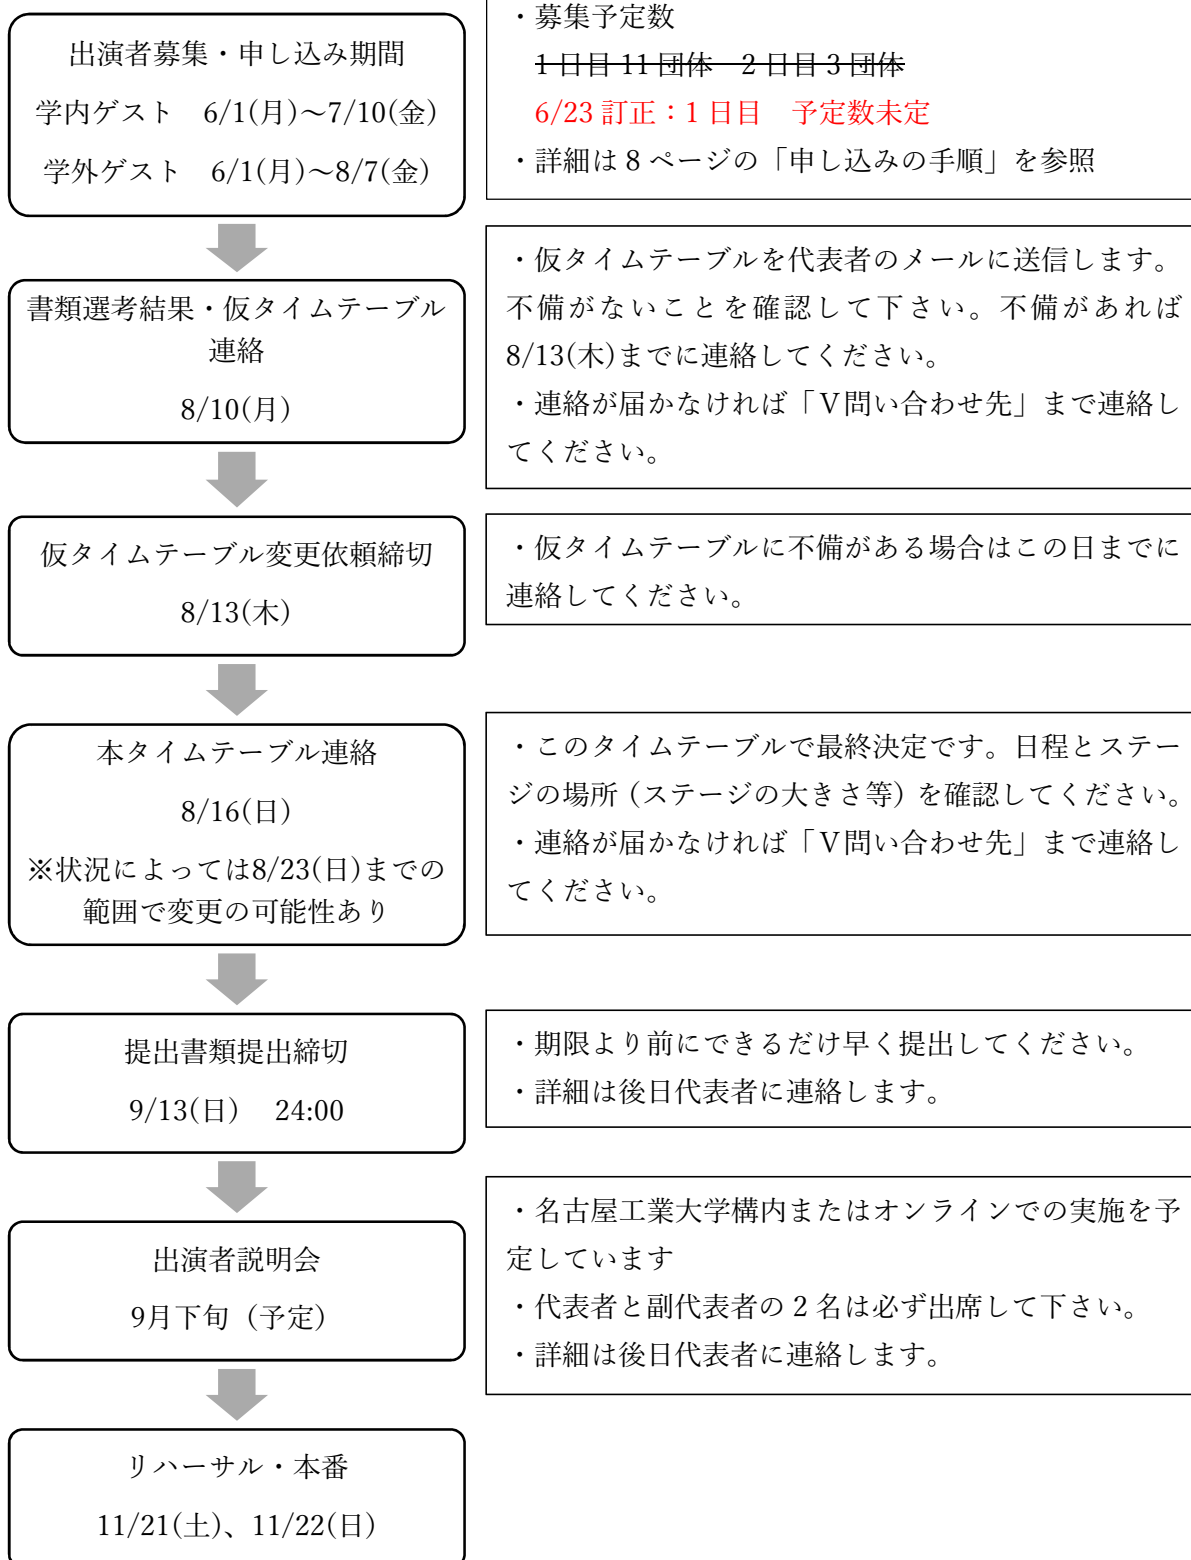 出演者募集・申し込み期間
学内ゲスト　6/1(月)～7/10(金)
学外ゲスト　6/1(月)～8/7(金)
・募集予定数
1日目11団体　2日目3団体
6/23訂正：1日目　予定数未定
・詳細は8ページの「申し込みの手順」を参照
書類選考結果・仮タイムテーブル
連絡
8/10(月)
・仮タイムテーブルを代表者のメールに送信します。
不備がないことを確認して下さい。不備があれば
8/13(木)までに連絡してください。
・連絡が届かなければ「Ⅴ問い合わせ先」まで連絡し
てください。
仮タイムテーブル変更依頼締切
8/13(木)
・仮タイムテーブルに不備がある場合はこの日までに
連絡してください。
本タイムテーブル連絡
8/16(日)
※状況によっては8/23(日)までの
範囲で変更の可能性あり
・このタイムテーブルで最終決定です。日程とステー
ジの場所（ステージの大きさ等）を確認してください。
・連絡が届かなければ「Ⅴ問い合わせ先」まで連絡し
てください。
提出書類提出締切
9/13(日)　24:00
・期限より前にできるだけ早く提出してください。
・詳細は後日代表者に連絡します。
出演者説明会
9月下旬（予定）
・名古屋工業大学構内またはオンラインでの実施を予
定しています
・代表者と副代表者の2名は必ず出席して下さい。
・詳細は後日代表者に連絡します。
リハーサル・本番
11/21(土)、11/22(日)